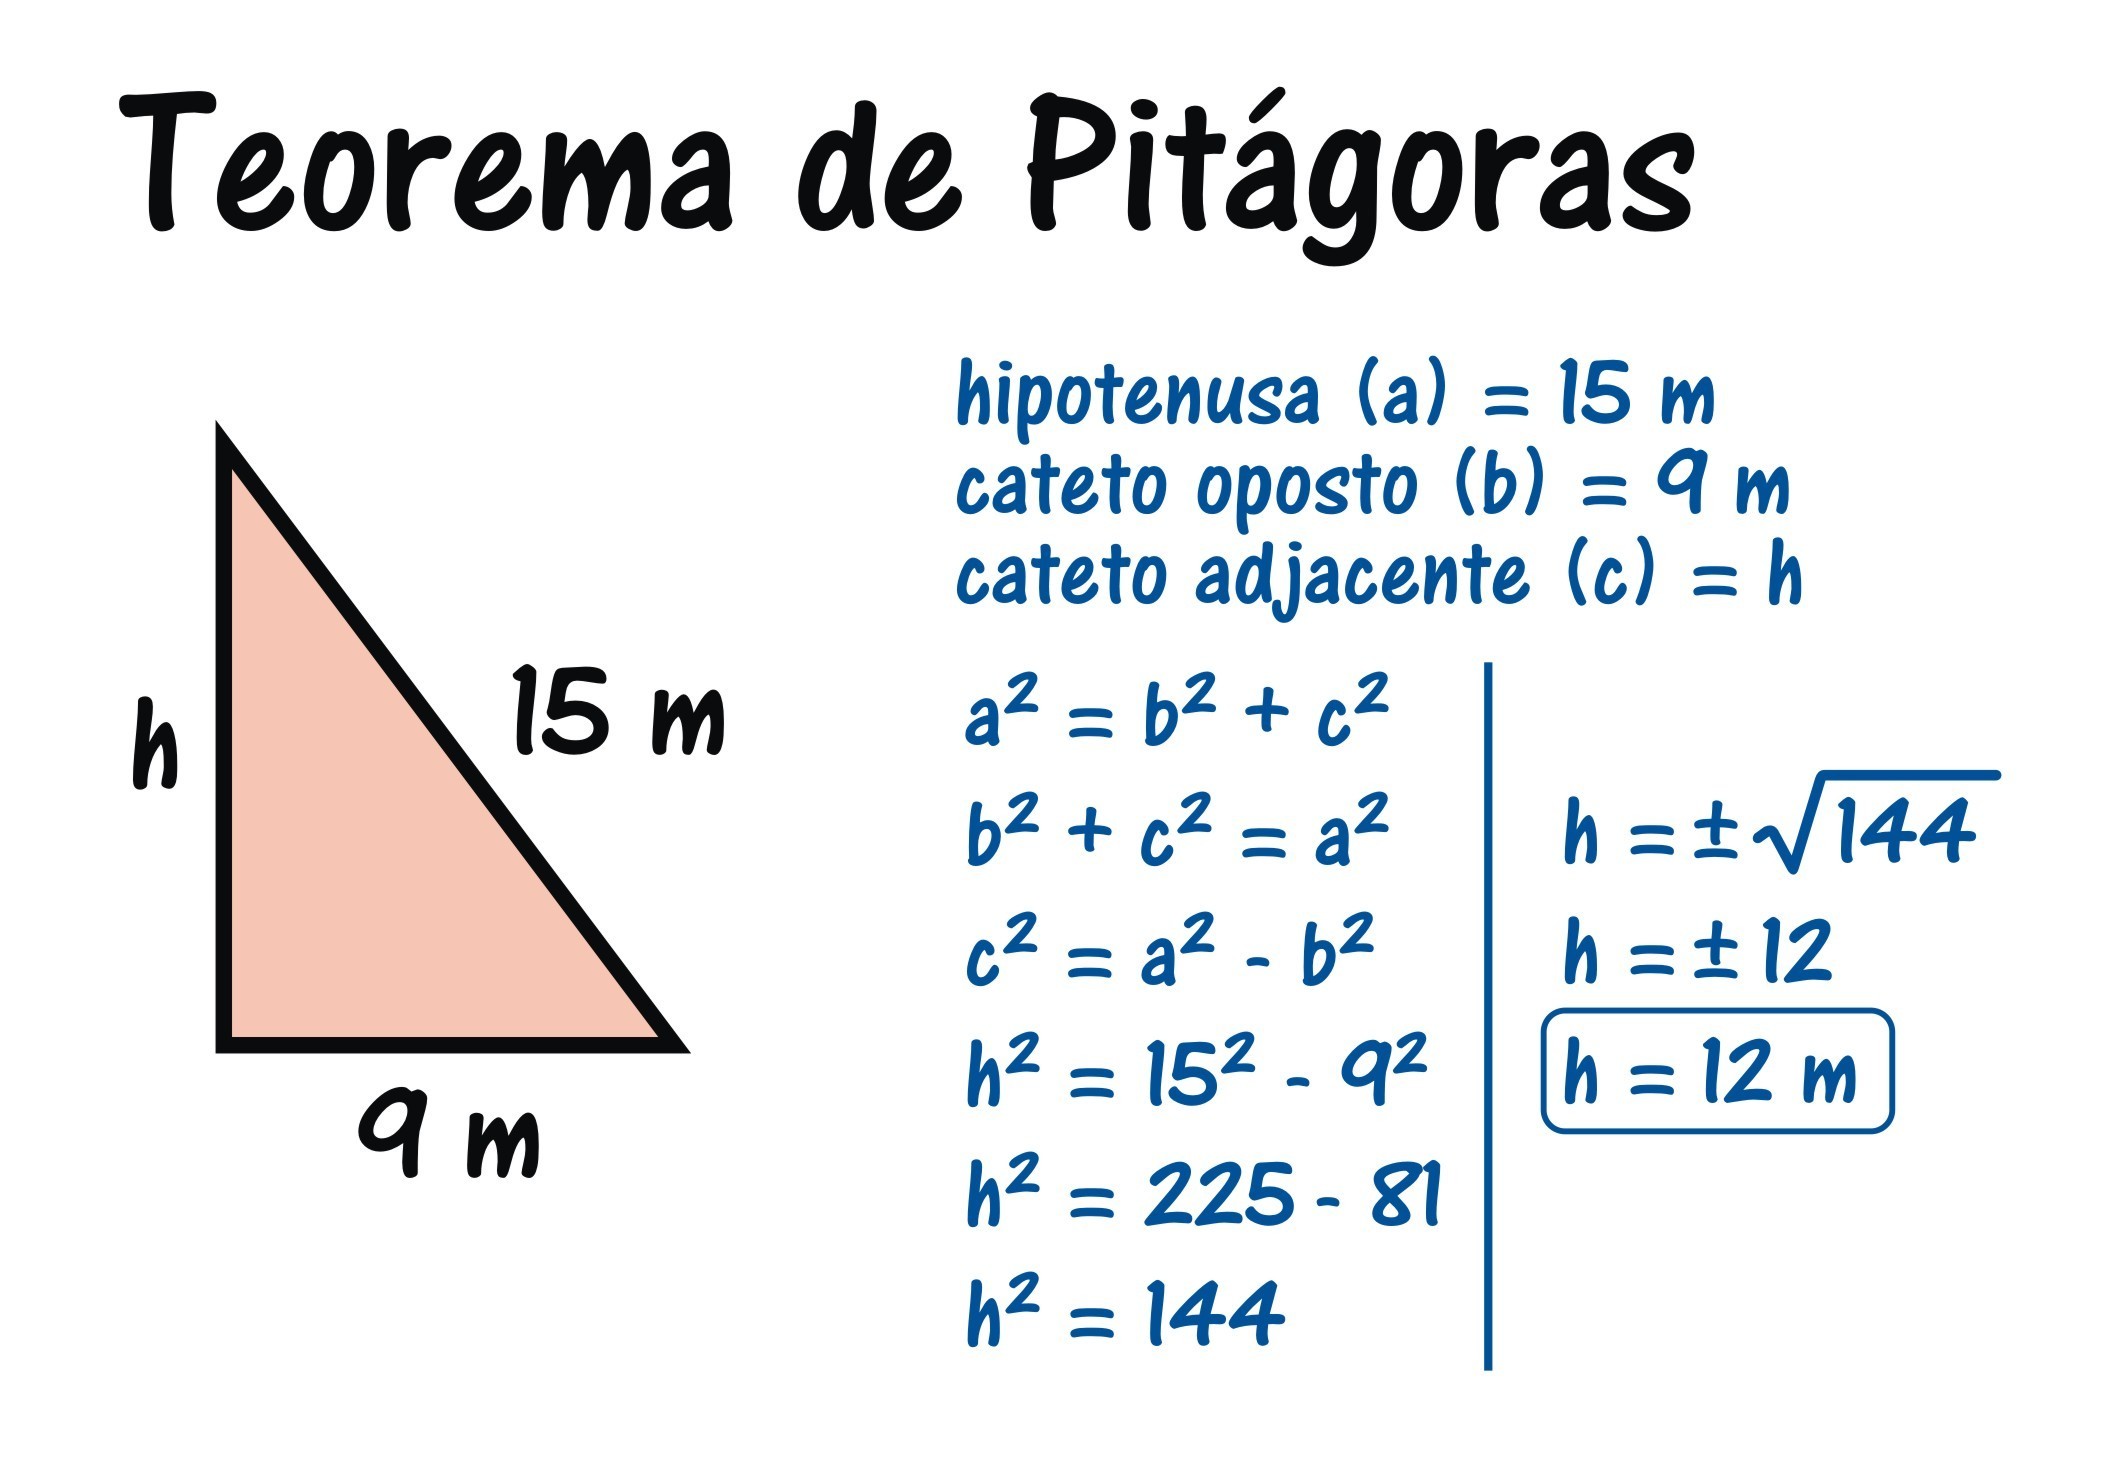 Teorema de Pitágoras
h
15 m
9 m
hipotenusa (a) = 15 m
cateto oposto (b) = 9 m
cateto adjacente (c) = h
a² = b² + c²
b² + c² = a²
c² = a² - b²
h² = 15² - 9²
h² = 225 - 81
h² = 144
h = ±√144
h = ± 12
h = 12 m